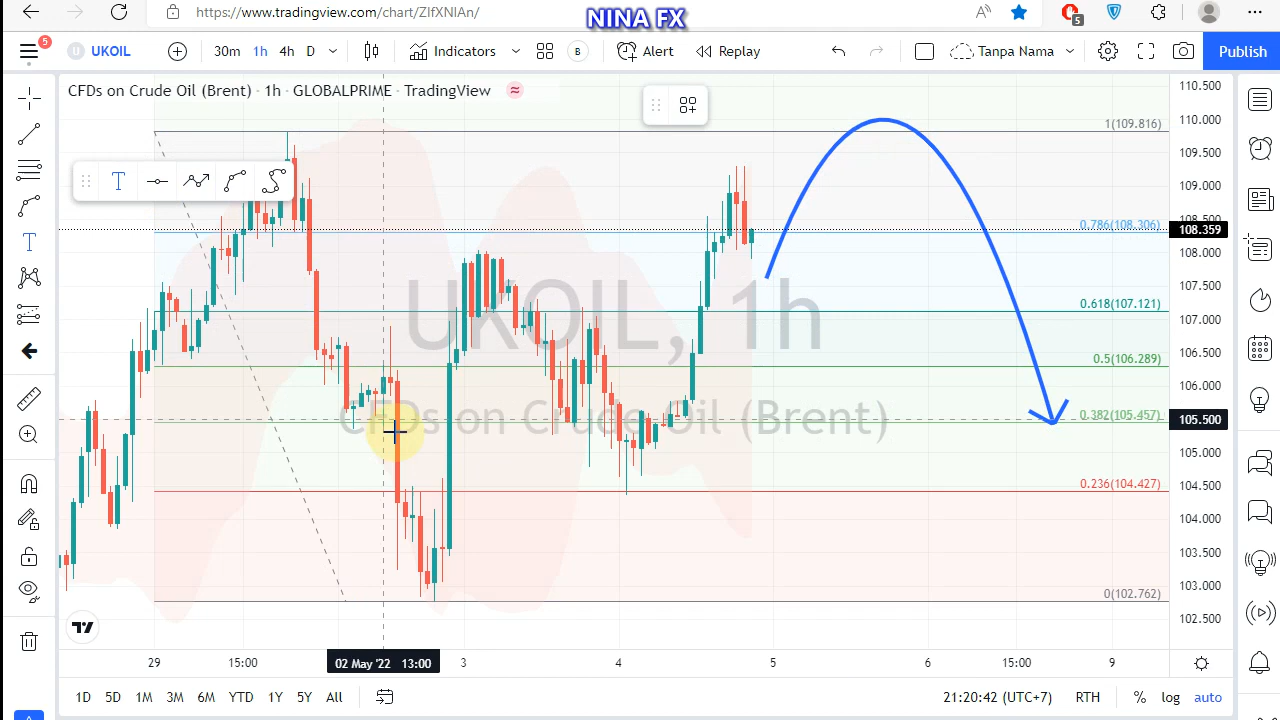 https://www.tradingview.com/chart/ZIfXNIAn/
NINA FX
5
5
U UKOIL
30m 1h 4h D
Indicators
B
Alert
Replay
Tanpa Nama
Publish
CFDs on Crude Oil (Brent) · 1h · GLOBALPRIME · TradingView
110.500
110.000
1(109.816)
109.500
109.000
108.500
0.786(108.306)
108.359
108.000
107.500
0.618(107.121)
107.000
106.500
0.5(106.289)
106.000
0.382(105.457)
105.500
105.000
104.500
0.236(104.427)
104.000
103.500
103.000
0(102.762)
102.500
UKOIL, 1h
CFDs on Crude Oil (Brent)
29 15:00 02 May '22 13:00 3 4 5 6 15:00 9
1D 5D 1M 3M 6M YTD 1Y 5Y All
21:20:42 (UTC+7) RTH % log auto